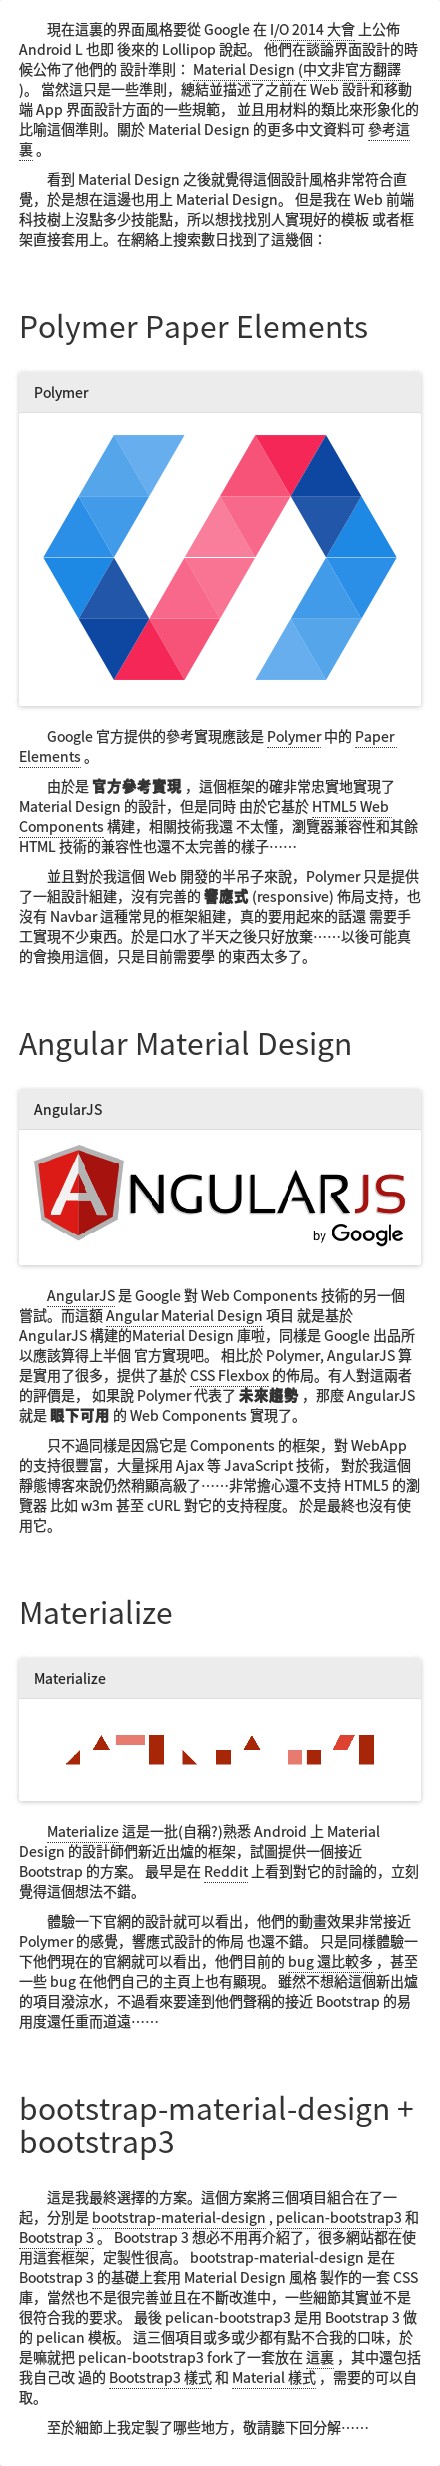 現在這裏的界面風格要從 Google 在 I/O 2014 大會 上公佈
Android L 也即 後來的 Lollipop 說起。 他們在談論界面設計的時
候公佈了他們的 設計準則： Material Design (中文非官方翻譯
)。 當然這只是一些準則，總結並描述了之前在 Web 設計和移動
端 App 界面設計方面的一些規範， 並且用材料的類比來形象化的
比喻這個準則。關於 Material Design 的更多中文資料可 參考這
裏 。
看到 Material Design 之後就覺得這個設計風格非常符合直
覺，於是想在這邊也用上 Material Design。 但是我在 Web 前端
科技樹上沒點多少技能點，所以想找找別人實現好的模板 或者框
架直接套用上。在網絡上搜索數日找到了這幾個：
Polymer Paper Elements
Polymer
Google 官方提供的參考實現應該是 Polymer 中的 Paper
Elements 。
由於是 官方參考實現 ，這個框架的確非常忠實地實現了
Material Design 的設計，但是同時 由於它基於 HTML5 Web
Components 構建，相關技術我還 不太懂，瀏覽器兼容性和其餘
HTML 技術的兼容性也還不太完善的樣子……
並且對於我這個 Web 開發的半吊子來說，Polymer 只是提供
了一組設計組建，沒有完善的 響應式 (responsive) 佈局支持，也
沒有 Navbar 這種常見的框架組建，真的要用起來的話還 需要手
工實現不少東西。於是口水了半天之後只好放棄……以後可能真
的會換用這個，只是目前需要學 的東西太多了。
Angular Material Design
AngularJS
ANGULARJS
by Google
AngularJS 是 Google 對 Web Components 技術的另一個
嘗試。而這額 Angular Material Design 項目 就是基於
AngularJS 構建的Material Design 庫啦，同樣是 Google 出品所
以應該算得上半個 官方實現吧。 相比於 Polymer, AngularJS 算
是實用了很多，提供了基於 CSS Flexbox 的佈局。有人對這兩者
的評價是， 如果說 Polymer 代表了 未來趨勢 ，那麼 AngularJS
就是 眼下可用 的 Web Components 實現了。
只不過同樣是因爲它是 Components 的框架，對 WebApp
的支持很豐富，大量採用 Ajax 等 JavaScript 技術， 對於我這個
靜態博客來說仍然稍顯高級了……非常擔心還不支持 HTML5 的瀏
覽器 比如 w3m 甚至 cURL 對它的支持程度。 於是最終也沒有使
用它。
Materialize
Materialize
Materialize 這是一批(自稱?)熟悉 Android 上 Material
Design 的設計師們新近出爐的框架，試圖提供一個接近
Bootstrap 的方案。 最早是在 Reddit 上看到對它的討論的，立刻
覺得這個想法不錯。
體驗一下官網的設計就可以看出，他們的動畫效果非常接近
Polymer 的感覺，響應式設計的佈局 也還不錯。 只是同樣體驗一
下他們現在的官網就可以看出，他們目前的 bug 還比較多 ，甚至
一些 bug 在他們自己的主頁上也有顯現。 雖然不想給這個新出爐
的項目潑涼水，不過看來要達到他們聲稱的接近 Bootstrap 的易
用度還任重而道遠……
bootstrap-material-design +
bootstrap3
這是我最終選擇的方案。這個方案將三個項目組合在了一
起，分別是 bootstrap-material-design , pelican-bootstrap3 和
Bootstrap 3 。 Bootstrap 3 想必不用再介紹了，很多網站都在使
用這套框架，定製性很高。 bootstrap-material-design 是在
Bootstrap 3 的基礎上套用 Material Design 風格 製作的一套 CSS
庫，當然也不是很完善並且在不斷改進中，一些細節其實並不是
很符合我的要求。 最後 pelican-bootstrap3 是用 Bootstrap 3 做
的 pelican 模板。 這三個項目或多或少都有點不合我的口味，於
是嘛就把 pelican-bootstrap3 fork了一套放在 這裏 ，其中還包括
我自己改 過的 Bootstrap3 樣式 和 Material 樣式 ，需要的可以自
取。
至於細節上我定製了哪些地方，敬請聽下回分解……